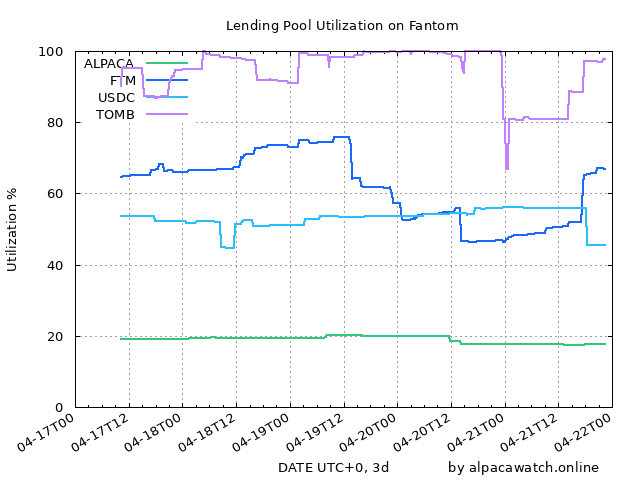 Lending Pool Utilization on Fantom
100
80
60
40
20
0
Utilization %
ALPACA
FTM
USDC
TOMB
04-17T00
04-17T12
04-18T00
04-18T12
04-19T00
04-19T12
04-20T00
04-20T12
04-21T00
04-21T12
04-22T00
DATE UTC+0, 3d
by alpacawatch.online